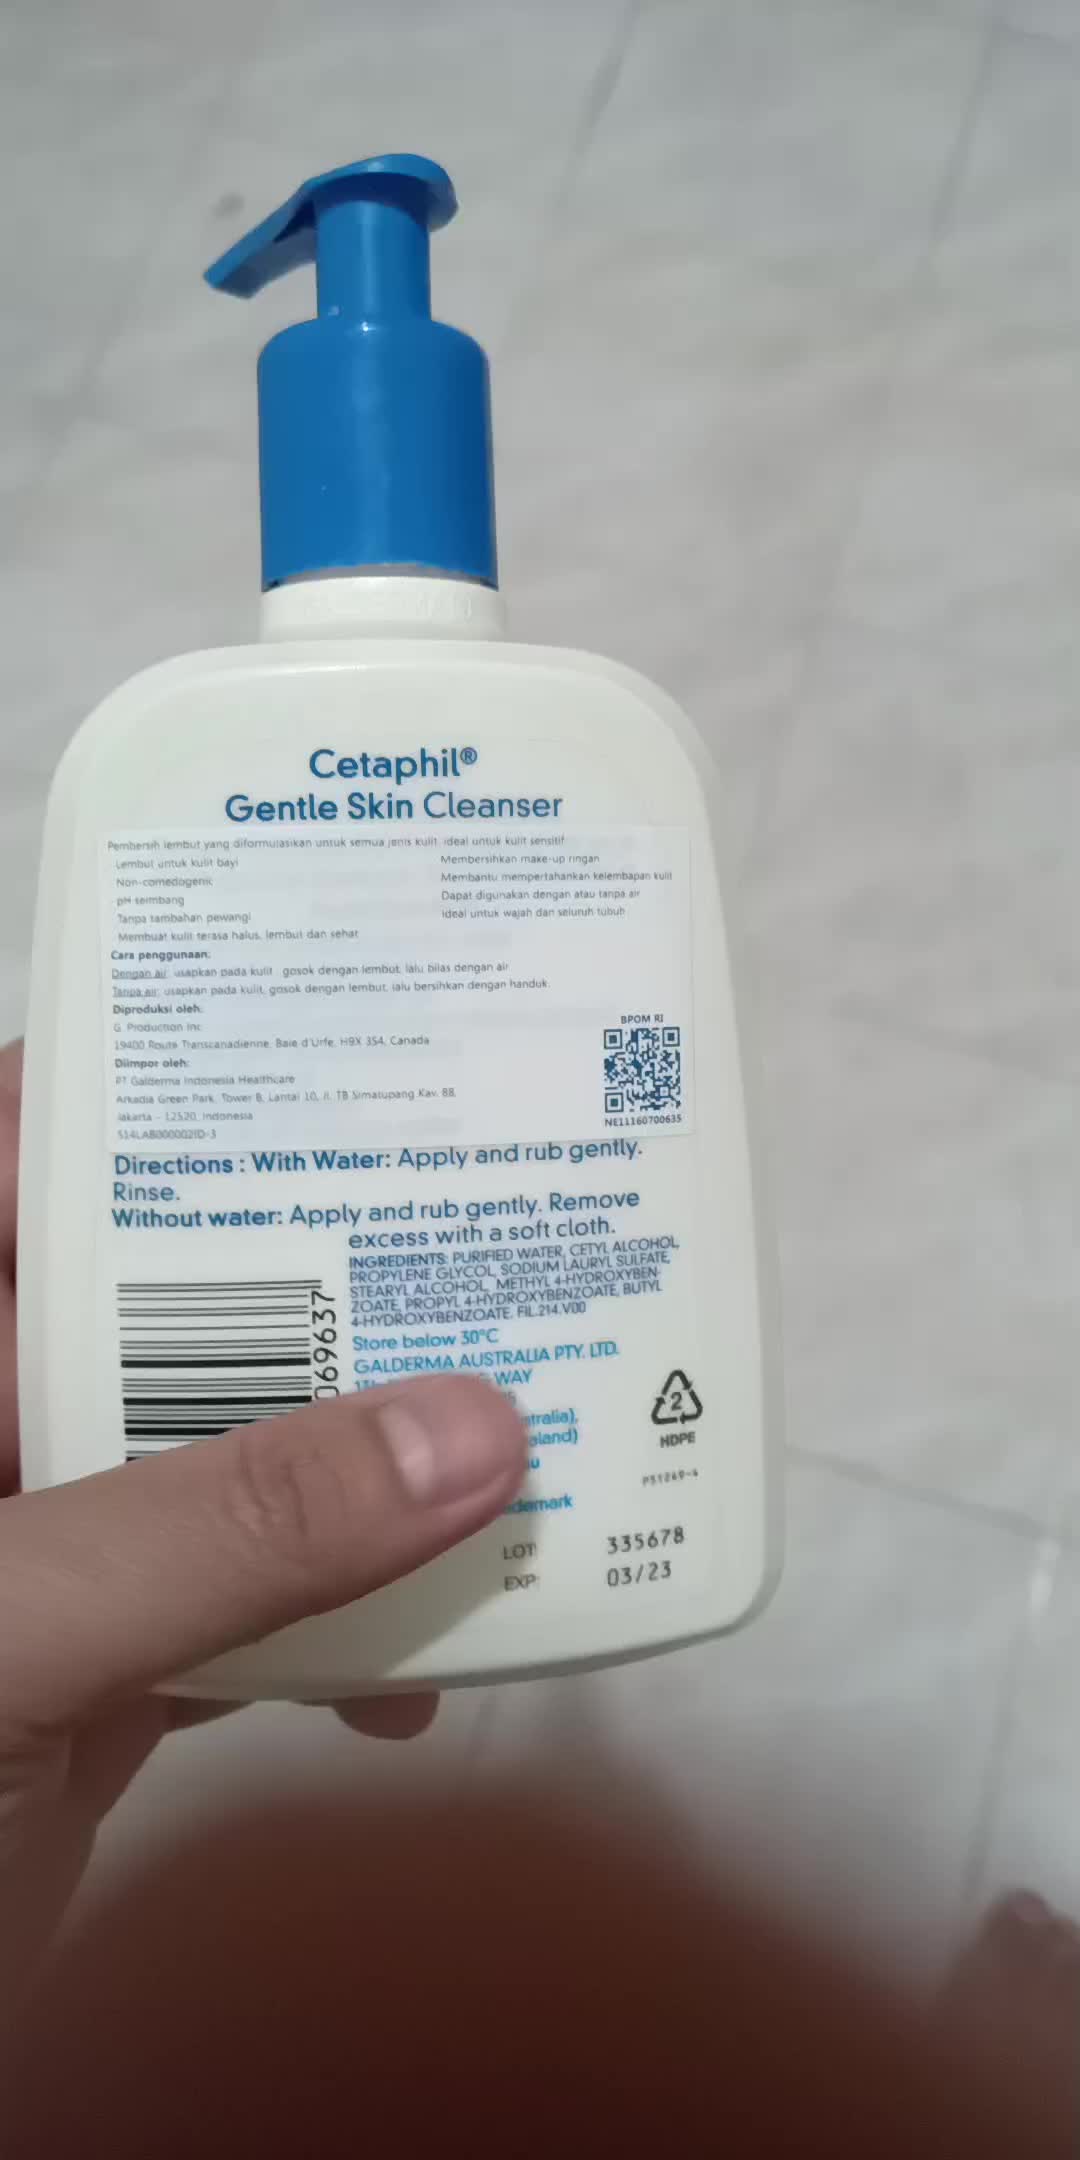 Cetaphil®
Gentle Skin Cleanser
Pembersih lembut yang diformulasikan untuk semua jenis kulit, ideal untuk kulit sensitif
Lembut untuk kulit bayi
Non-comedogenic
pH seimbang
Tanpa tambahan pewangi
Membuat kulit terasa halus, lembut dan sehat
Membersihkan make-up ringan
Membantu mempertahankan kelembapan kulit
Dapat digunakan dengan atau tanpa air
Ideal untuk wajah dan seluruh tubuh
Cara penggunaan:
Dengan air: usapkan pada kulit, gosok dengan lembut, lalu bilas dengan air
Tanpa air: usapkan pada kulit, gosok dengan lembut, lalu bersihkan dengan handuk.
Diproduksi oleh:
G. Production Inc
19400 Route Transcanadienne, Baie d'Urfe, H9X 3S4, Canada
Diimpor oleh:
PT Galderma Indonesia Healthcare
Arkadia Green Park, Tower B, Lantai 10, Jl. TB Simatupang Kav. 88,
Jakarta - 12520, Indonesia
S14LAB000002ID-3
BPOM RI
NE11160700635
Directions : With Water: Apply and rub gently.
Rinse.
Without water: Apply and rub gently. Remove
excess with a soft cloth.
INGREDIENTS: PURIFIED WATER, CETYL ALCOHOL,
PROPYLENE GLYCOL, SODIUM LAURYL SULFATE,
STEARYL ALCOHOL, METHYL 4-HYDROXYBEN-
ZOATE, PROPYL 4-HYDROXYBENZOATE, BUTYL
4-HYDROXYBENZOATE. FIL.214.V00
Store below 30°C
GALDERMA AUSTRALIA PTY. LTD.
WAY
069637
2
HDPE
P51269-4
LOT: 335678
EXP: 03/23